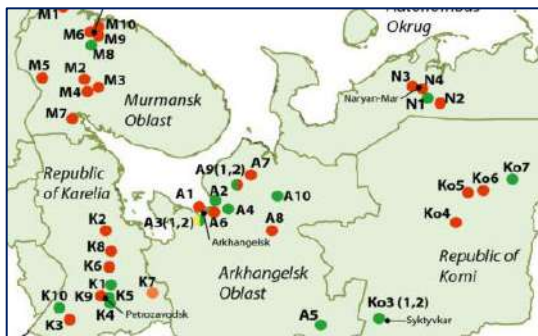 M1
M10
M6
M9
M8
Okrug
M5
M2
M3
M4
Murmansk
Oblast
M7
N3
N4
Naryan-Mar
N1
N2
Republic
of Karelia
A9(1,2)
A7
A1
A2
A10
A3(1,2)
A4
A6
A8
Arkhangelsk
Ko7
Ko5
Ko6
Ko4
K2
K8
K6
K1
K7
K10
K9
K5
K4
Petrozavodsk
K3
Arkhangelsk
Oblast
A5
Republic of
Komi
Ko3 (1,2)
Syktyvkar